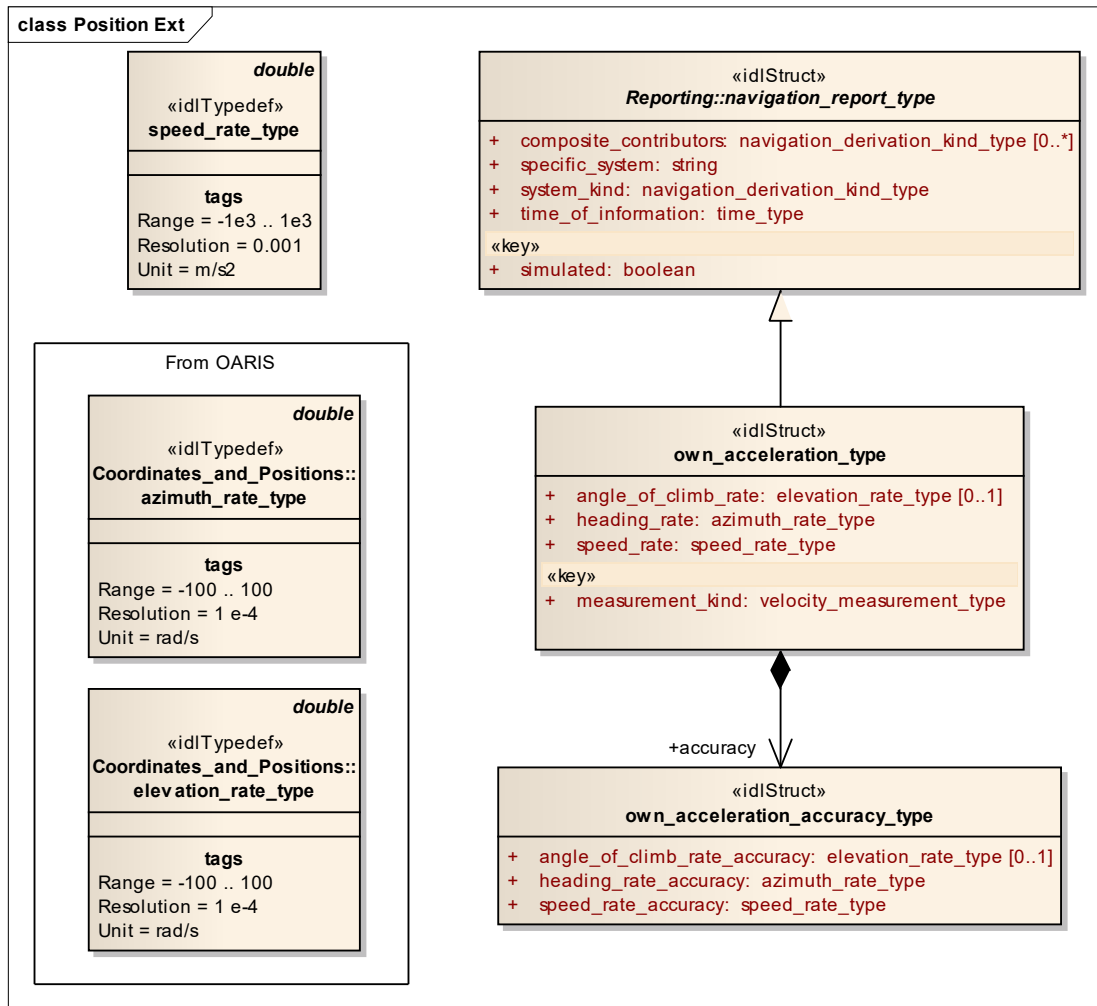 class Position Ext
double
«idlTypedef»
speed_rate_type
tags
Range = -1e3 .. 1e3
Resolution = 0.001
Unit = m/s2
«idlStruct»
Reporting::navigation_report_type
+ composite_contributors: navigation_derivation_kind_type [0..*]
+ specific_system: string
+ system_kind: navigation_derivation_kind_type
+ time_of_information: time_type
«key»
+ simulated: boolean
From OARIS
double
«idlTypedef»
Coordinates_and_Positions::
azimuth_rate_type
tags
Range = -100 .. 100
Resolution = 1 e-4
Unit = rad/s
double
«idlTypedef»
Coordinates_and_Positions::
elevation_rate_type
tags
Range = -100 .. 100
Resolution = 1 e-4
Unit = rad/s
«idlStruct»
own_acceleration_type
+ angle_of_climb_rate: elevation_rate_type [0..1]
+ heading_rate: azimuth_rate_type
+ speed_rate: speed_rate_type
«key»
+ measurement_kind: velocity_measurement_type
+accuracy
«idlStruct»
own_acceleration_accuracy_type
+ angle_of_climb_rate_accuracy: elevation_rate_type [0..1]
+ heading_rate_accuracy: azimuth_rate_type
+ speed_rate_accuracy: speed_rate_type